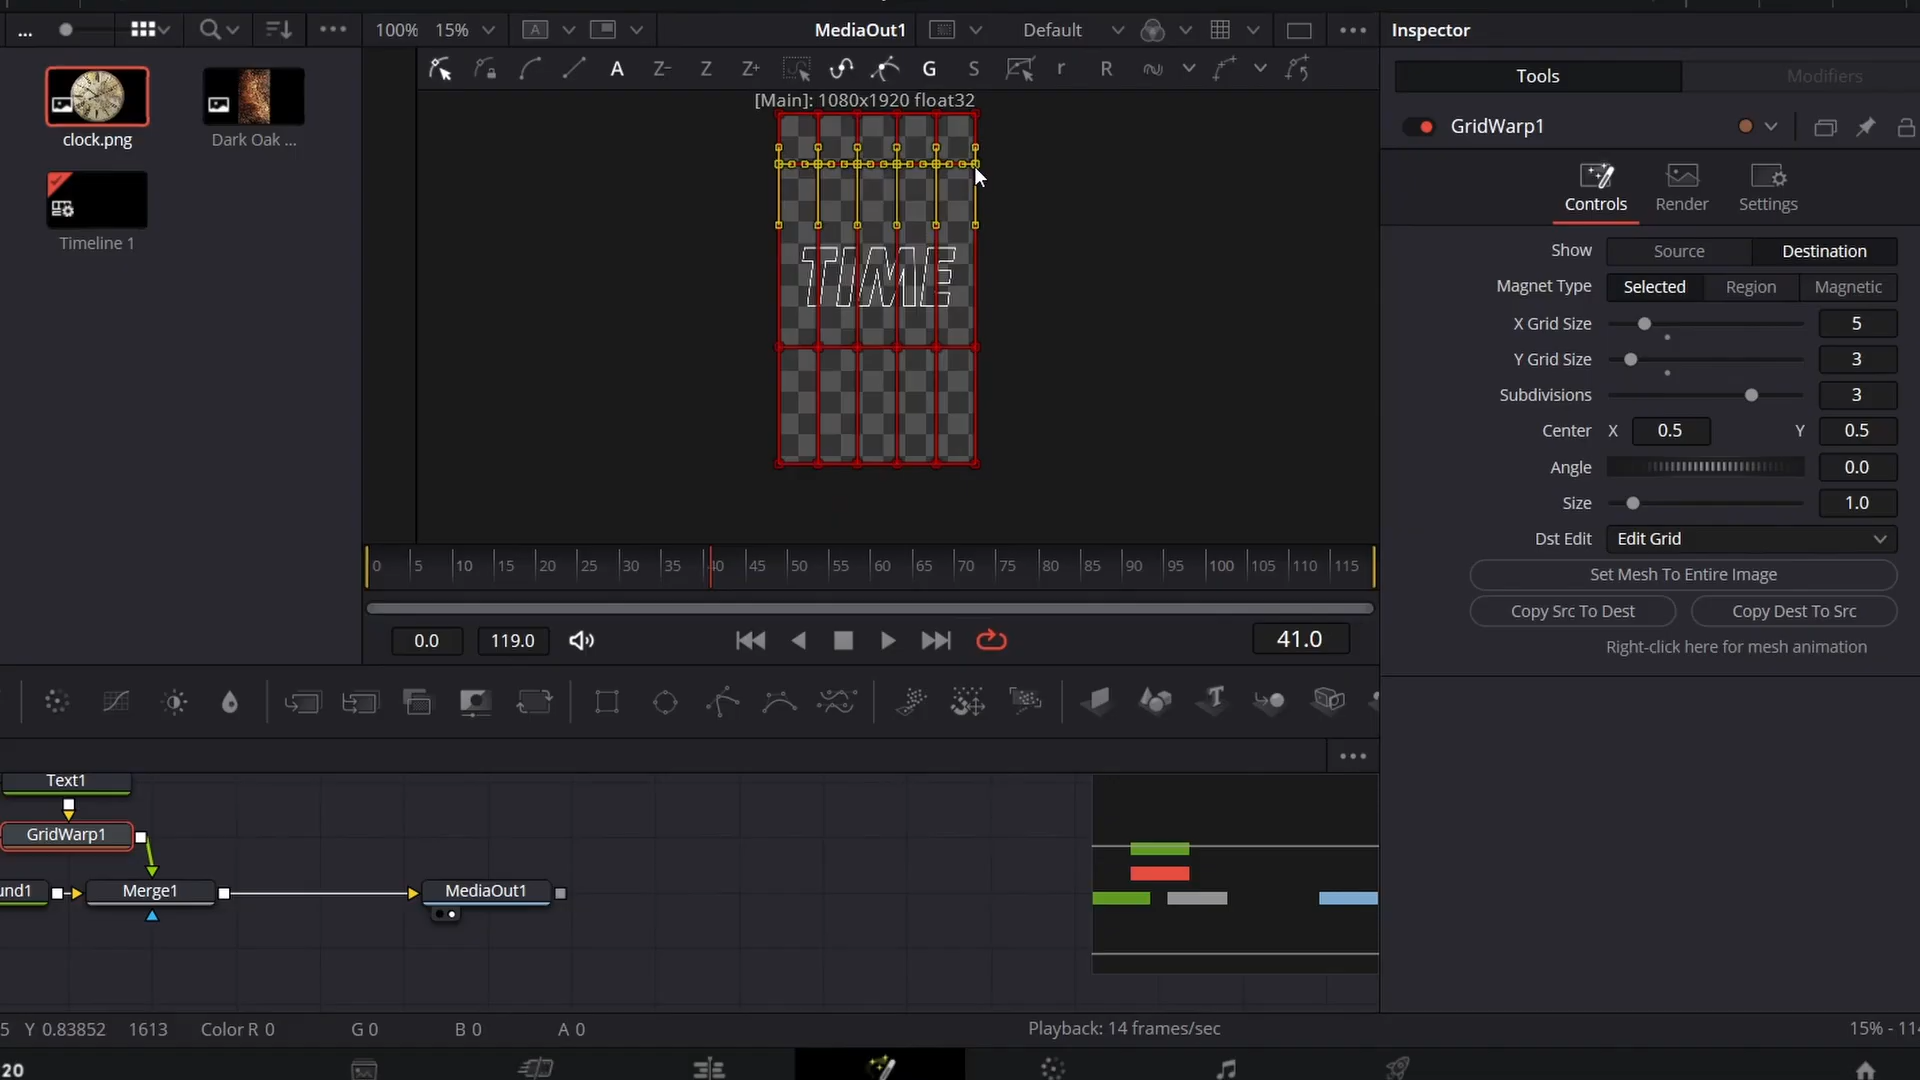 ...
100%
15%
A
MediaOut1
Default
...
Inspector
A
Z-
Z
Z+
G
S
r
R
Tools
Modifiers
[Main]: 1080x1920 float32
clock.png
Dark Oak ...
GridWarp1
Timeline 1
TIME
Controls
Render
Settings
Show
Source
Destination
Magnet Type
Selected
Region
Magnetic
X Grid Size
5
Y Grid Size
3
Subdivisions
3
Center
X
0.5
Y
0.5
Angle
0.0
Size
1.0
Dst Edit
Edit Grid
Set Mesh To Entire Image
Copy Src To Dest
Copy Dest To Src
Right-click here for mesh animation
0 5 10 15 20 25 30 35 40 45 50 55 60 65 70 75 80 85 90 95 100 105 110 115
0.0
119.0
41.0
Text1
GridWarp1
und1
Merge1
MediaOut1
5 Y 0.83852 1613 Color R 0 G 0 B 0 A 0
Playback: 14 frames/sec
15% - 11
20